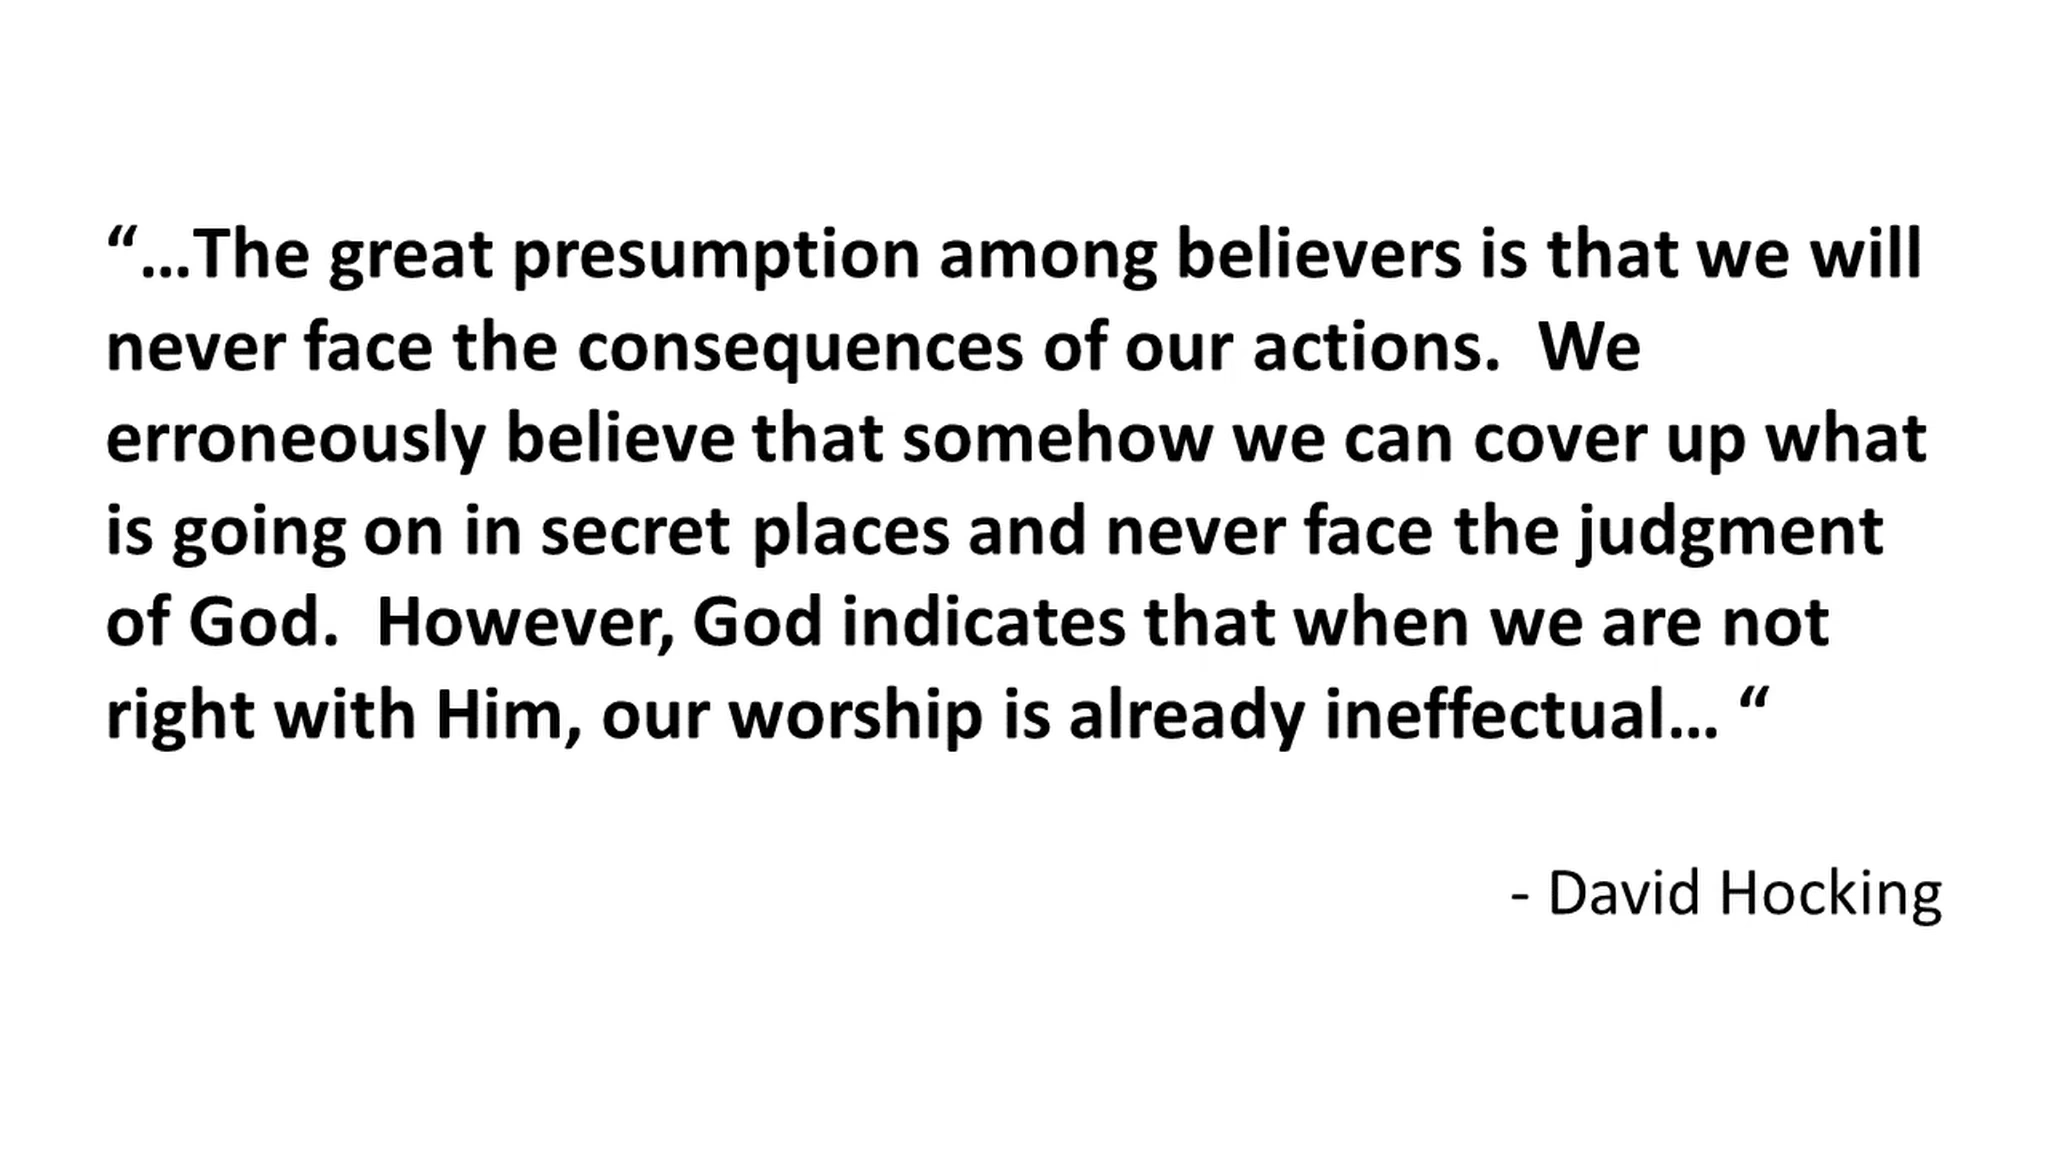 “…The great presumption among believers is that we will
never face the consequences of our actions.  We
erroneously believe that somehow we can cover up what
is going on in secret places and never face the judgment
of God.  However, God indicates that when we are not
right with Him, our worship is already ineffectual… “
- David Hocking